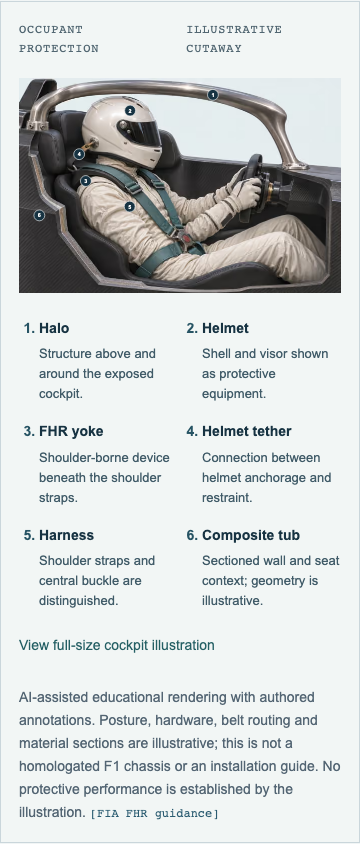 OCCUPANT PROTECTION
ILLUSTRATIVE CUTAWAY
1
2
3
4
5
6
1. Halo
Structure above and
around the exposed
cockpit.
2. Helmet
Shell and visor shown
as protective
equipment.
3. FHR yoke
Shoulder-borne device
beneath the shoulder
straps.
4. Helmet tether
Connection between
helmet anchorage and
restraint.
5. Harness
Shoulder straps and
central buckle are
distinguished.
6. Composite tub
Sectioned wall and seat
context; geometry is
illustrative.
View full-size cockpit illustration
AI-assisted educational rendering with authored
annotations. Posture, hardware, belt routing and
material sections are illustrative; this is not a
homologated F1 chassis or an installation guide. No
protective performance is established by the
illustration. [FIA FHR guidance]